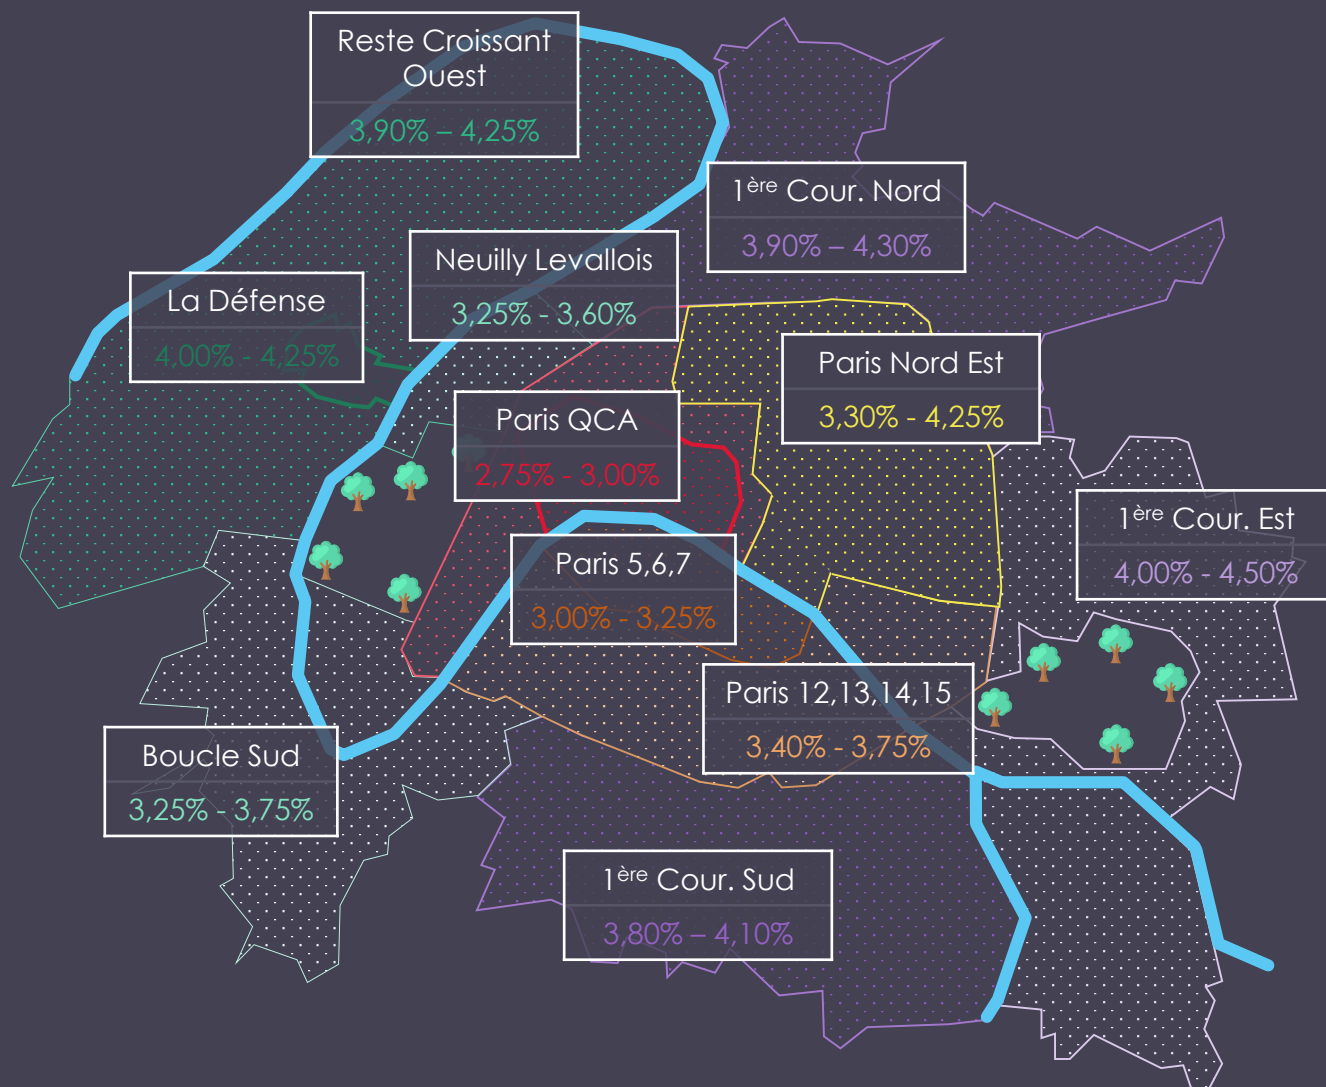 Reste Croissant
Ouest
3,90% – 4,25%
1ère Cour. Nord
3,90% – 4,30%
Neuilly Levallois
3,25% - 3,60%
La Défense
4,00% - 4,25%
Paris Nord Est
3,30% - 4,25%
Paris QCA
2,75% - 3,00%
1ère Cour. Est
4,00% - 4,50%
Paris 5,6,7
3,00% - 3,25%
Paris 12,13,14,15
3,40% - 3,75%
Boucle Sud
3,25% - 3,75%
1ère Cour. Sud
3,80% – 4,10%